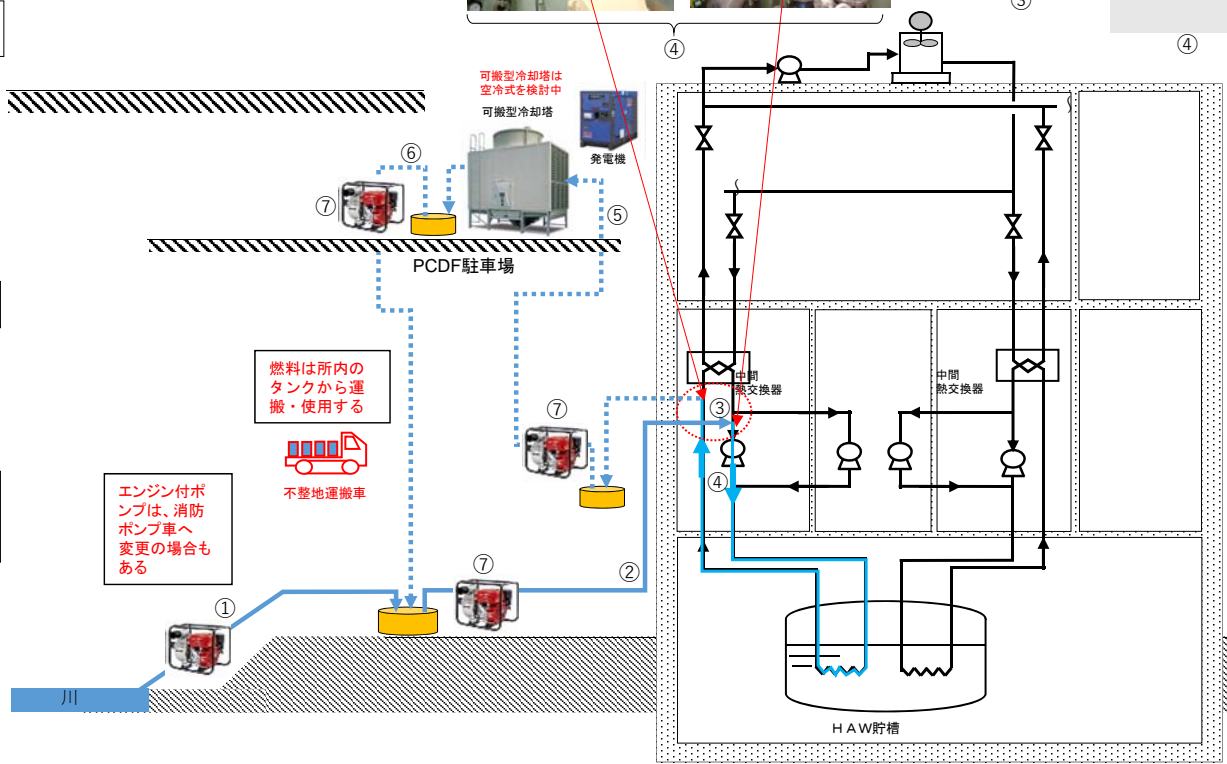 ③
④
④
可搬型冷却塔は
空冷式を検討中
可搬型冷却塔
発電機
⑥
⑦
⑤
PCDF駐車場
燃料は所内の
タンクから運
搬・使用する
不整地運搬車
エンジン付ポ
ンプは、消防
ポンプ車へ
変更の場合も
ある
①
⑦
⑦
②
川
中間
熱交換器
③
④
中間
熱交換器
ＨＡＷ貯槽